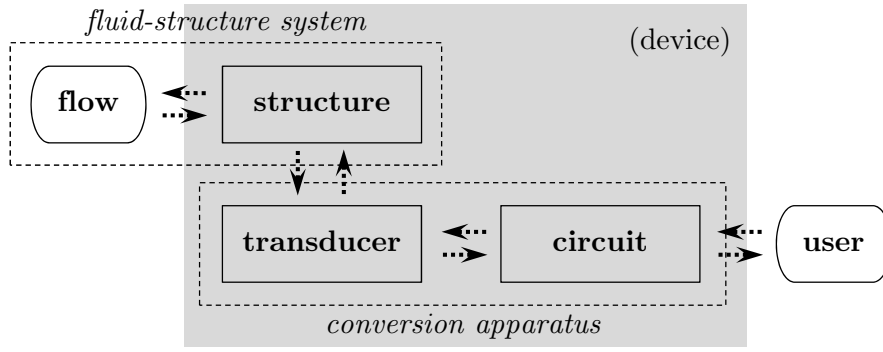 fluid-structure system
(device)
flow
structure
transducer
circuit
user
conversion apparatus